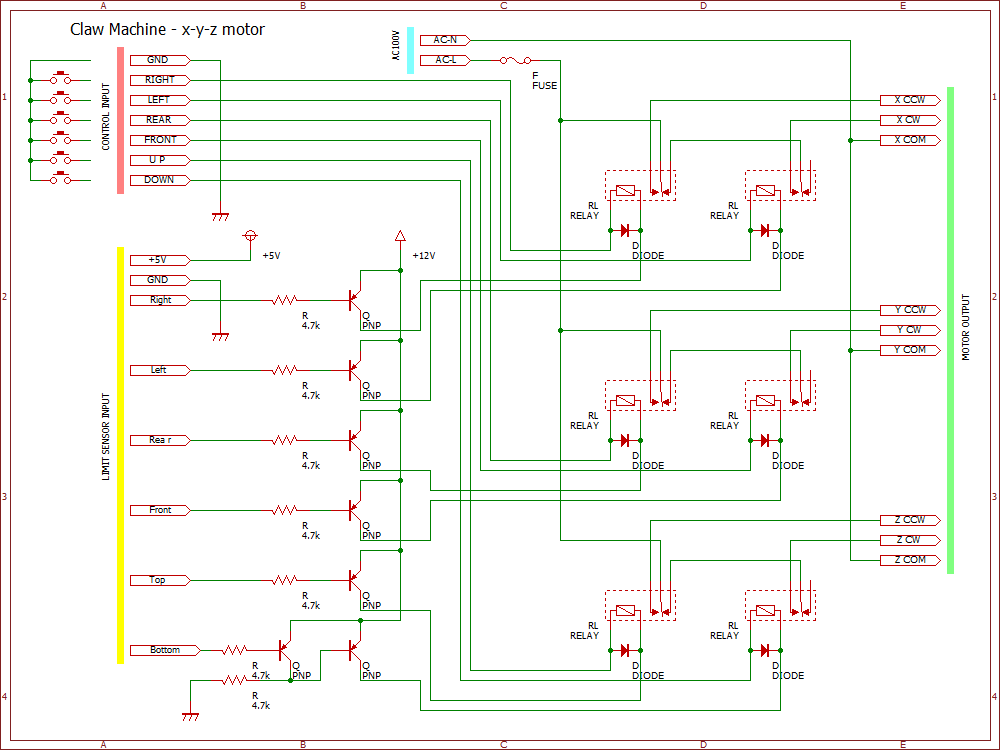 A B C D E
Claw Machine - x-y-z motor
AC100V
AC-N
AC-L
F
FUSE
1
CONTROL INPUT
GND
RIGHT
LEFT
REAR
FRONT
U P
DOWN
X CCW
X CW
X COM
1
RL
RELAY
D
DIODE
RL
RELAY
D
DIODE
+5V
+12V
LIMIT SENSOR INPUT
+5V
GND
Right
R
4.7k
Q
PNP
2
2
MOTOR OUTPUT
Y CCW
Y CW
Y COM
Left
R
4.7k
Q
PNP
RL
RELAY
D
DIODE
RL
RELAY
D
DIODE
Rea r
R
4.7k
Q
PNP
3
3
Front
R
4.7k
Q
PNP
Z CCW
Z CW
Z COM
Top
R
4.7k
Q
PNP
RL
RELAY
D
DIODE
RL
RELAY
D
DIODE
Bottom
R
4.7k
Q
PNP
Q
PNP
R
4.7k
4
4
A B C D E